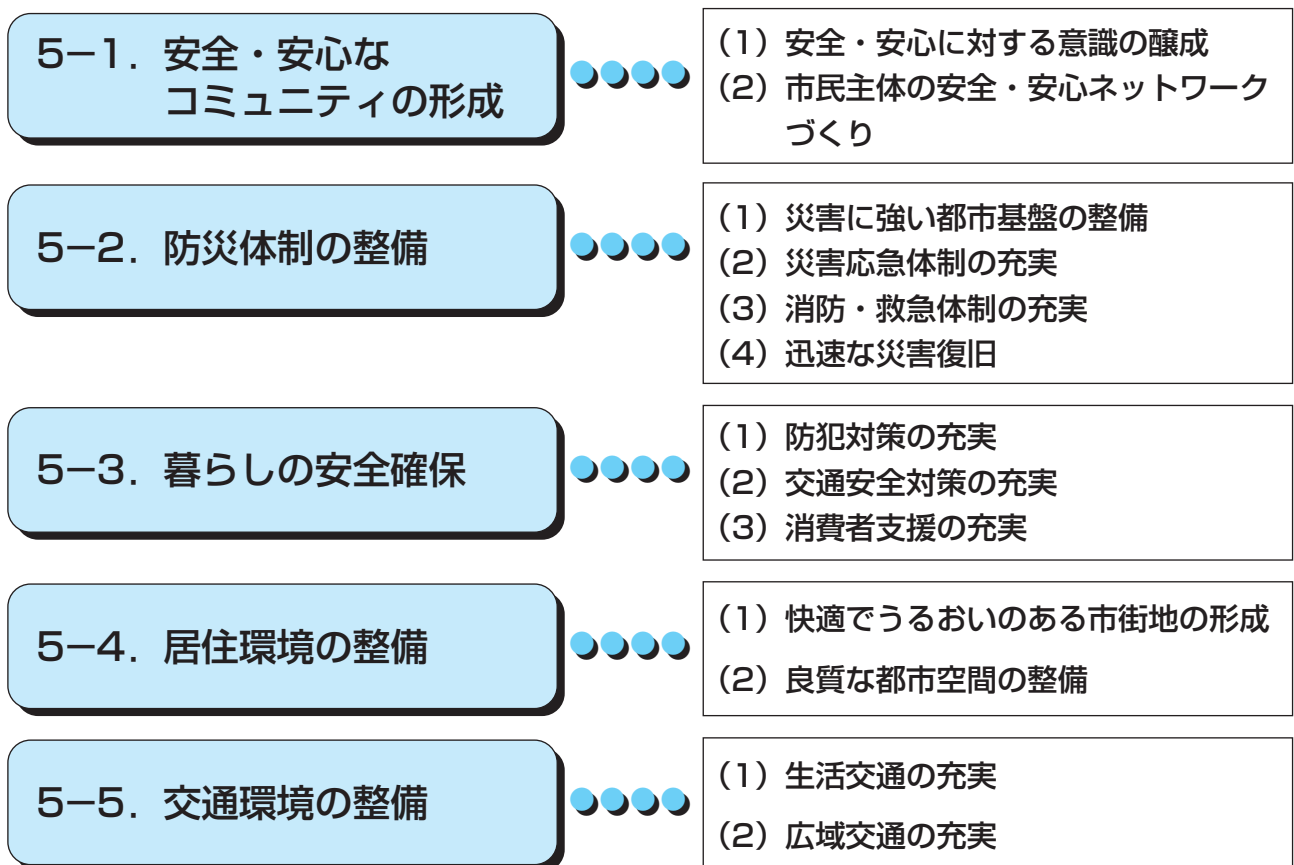 5−1．安全・安心な
コミュニティの形成
（1）安全・安心に対する意識の醸成
（2）市民主体の安全・安心ネットワーク
づくり
5−2．防災体制の整備
（1）災害に強い都市基盤の整備
（2）災害応急体制の充実
（3）消防・救急体制の充実
（4）迅速な災害復旧
5−3．暮らしの安全確保
（1）防犯対策の充実
（2）交通安全対策の充実
（3）消費者支援の充実
5−4．居住環境の整備
（1）快適でうるおいのある市街地の形成
（2）良質な都市空間の整備
5−5．交通環境の整備
（1）生活交通の充実
（2）広域交通の充実